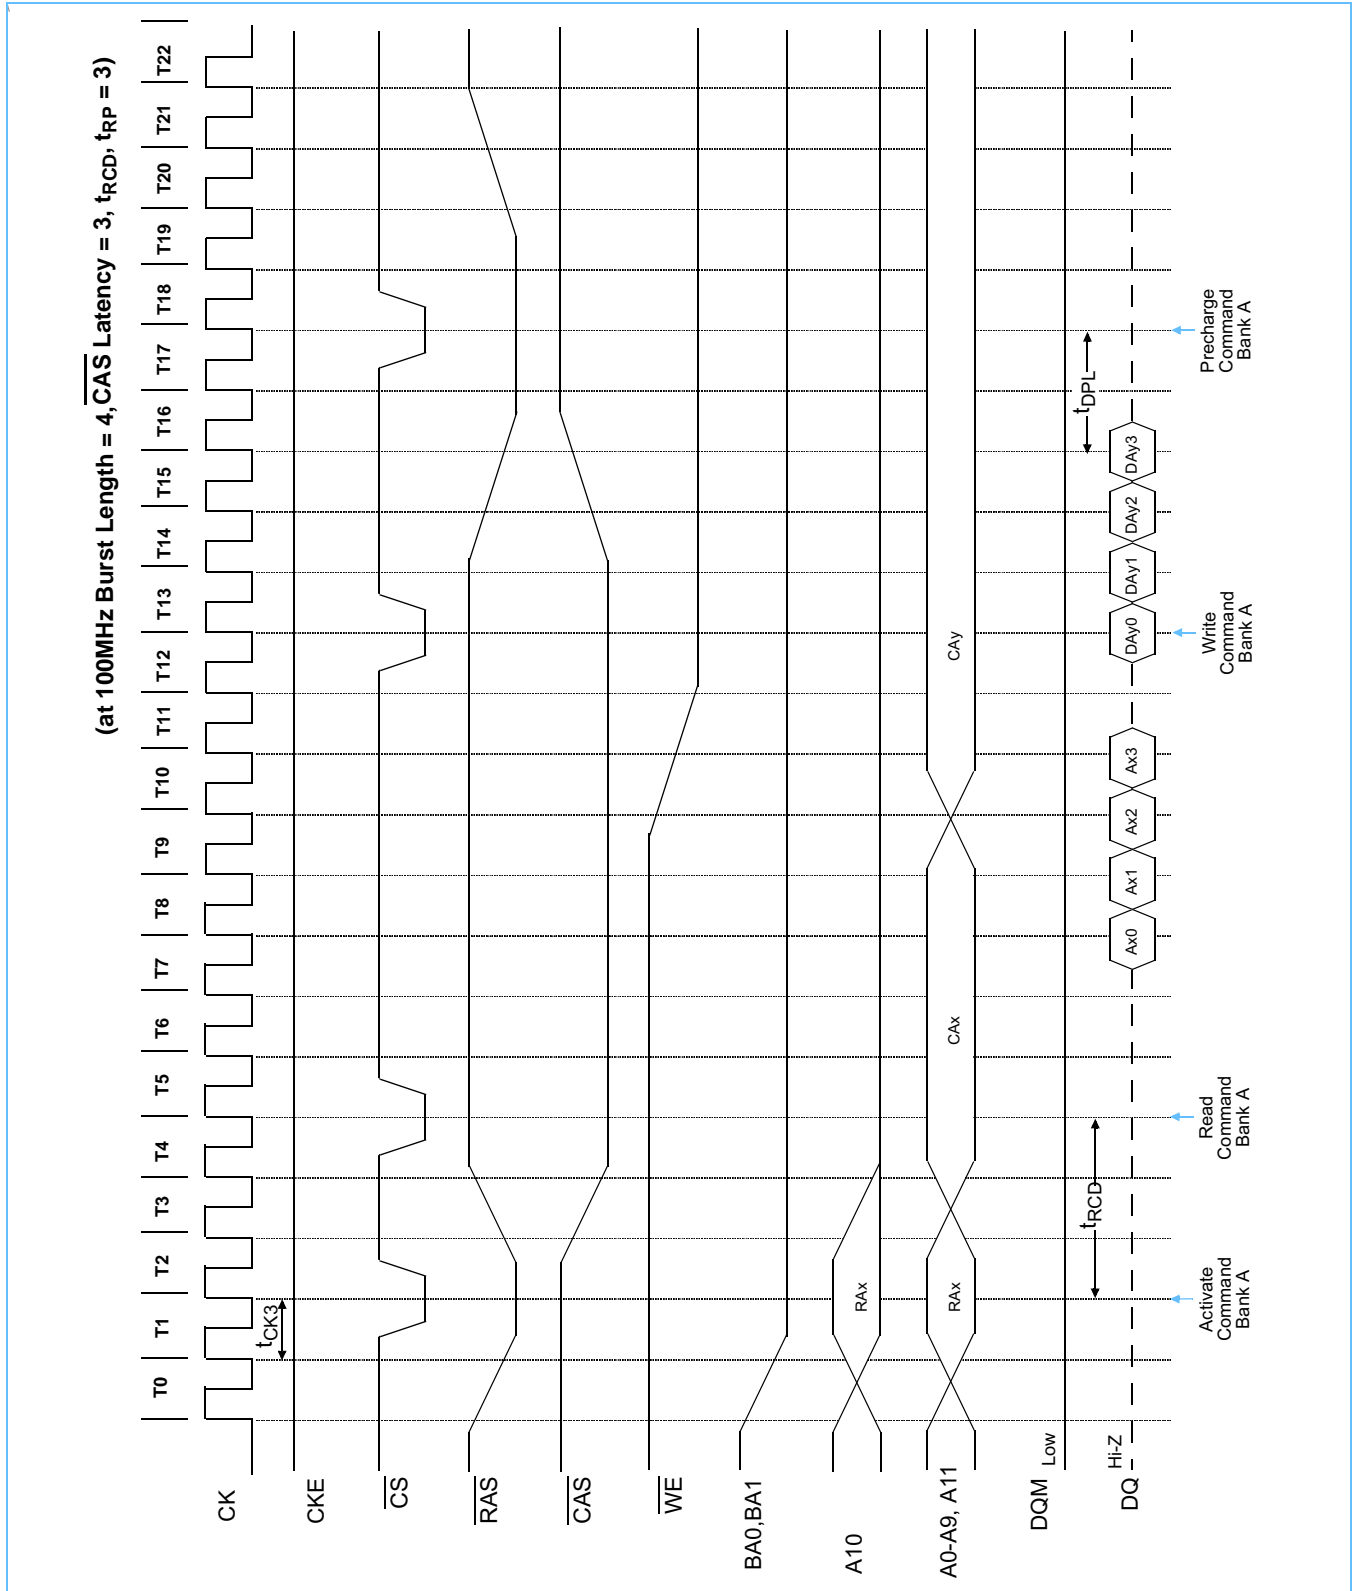 (at 100MHz Burst Length = 4, CAS Latency = 3, tRCD, tRP = 3)
T0 T1 T2 T3 T4 T5 T6 T7 T8 T9 T10 T11 T12 T13 T14 T15 T16 T17 T18 T19 T20 T21 T22
CK
tCK3
CKE
CS
RAS
CAS
WE
BA0,BA1
A10
RAx
A0-A9, A11
RAx CAx CAy
DQM
Low
tRCD
tDPL
DQ
Hi-Z
Ax0 Ax1 Ax2 Ax3 DAy0 DAy1 DAy2 DAy3
Activate
Command
Bank A
Read
Command
Bank A
Write
Command
Bank A
Precharge
Command
Bank A